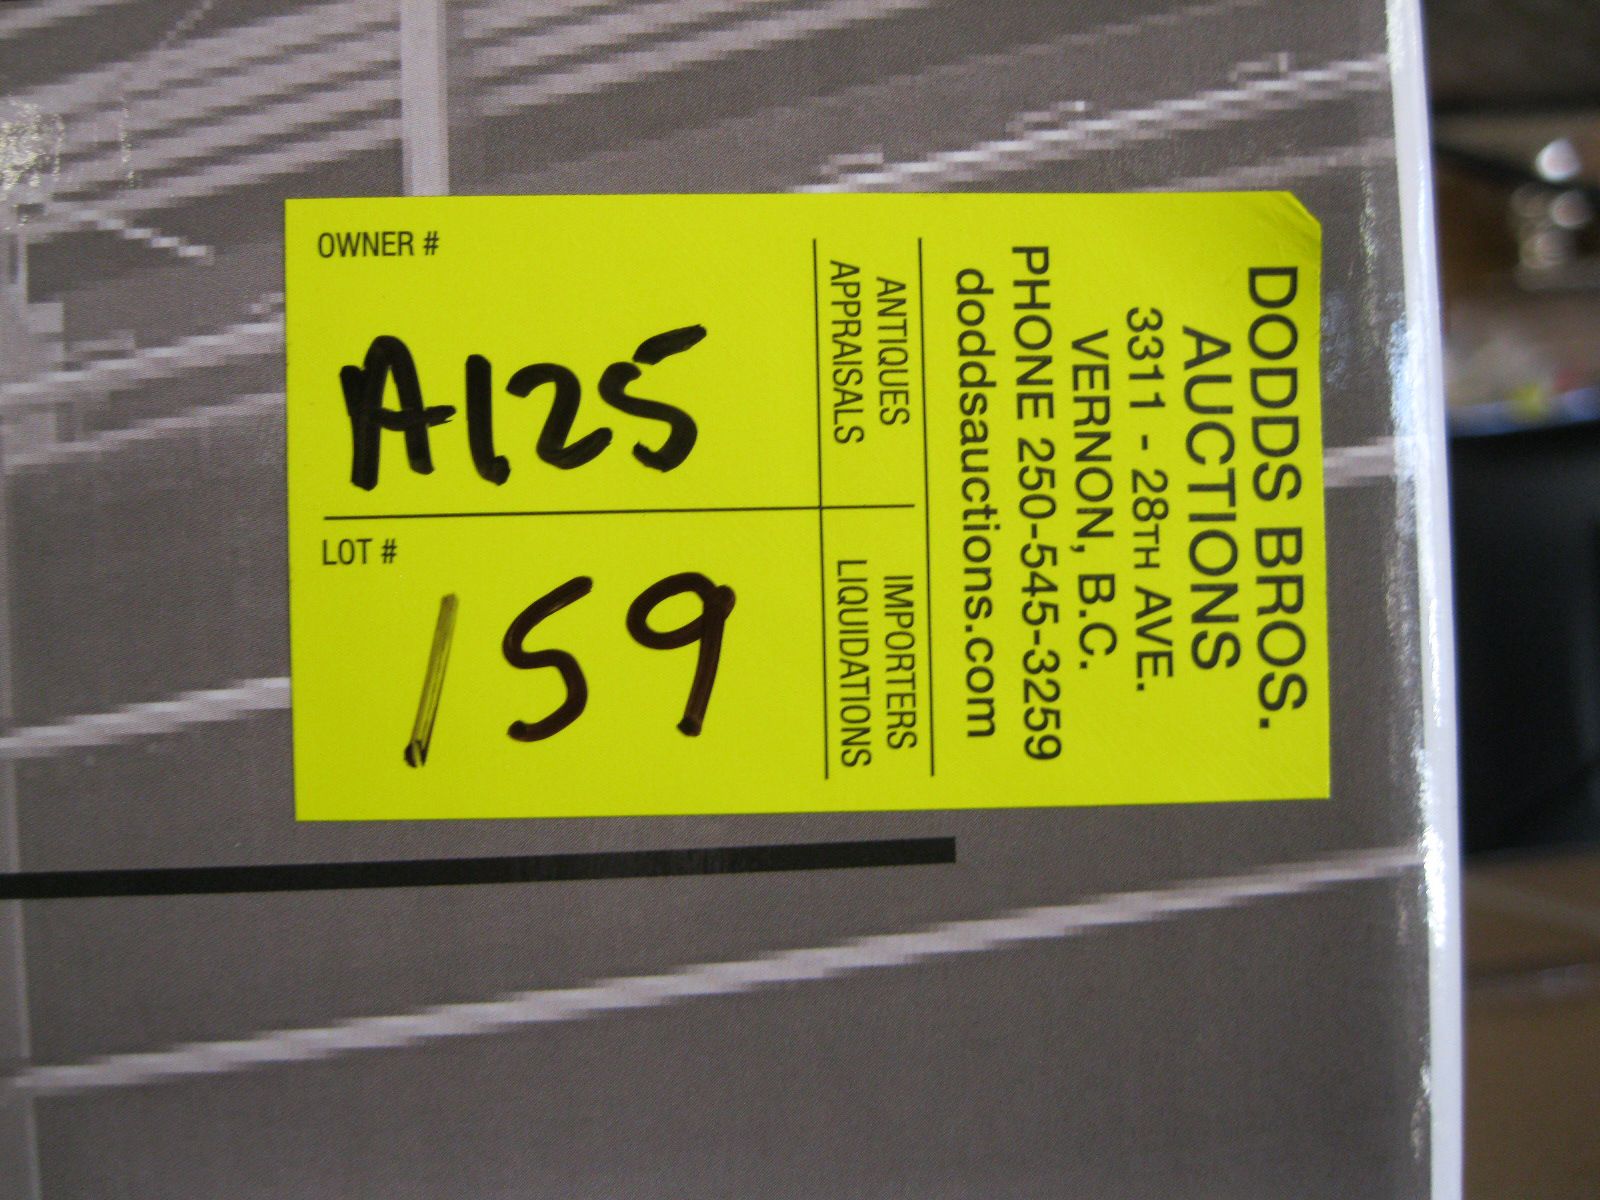 DODDS BROS.
AUCTIONS
3311 - 28TH AVE.
VERNON, B.C.
PHONE 250-545-3259
doddsauctions.com
ANTIQUES IMPORTERS
APPRAISALS LIQUIDATIONS
OWNER #
A125
LOT #
159